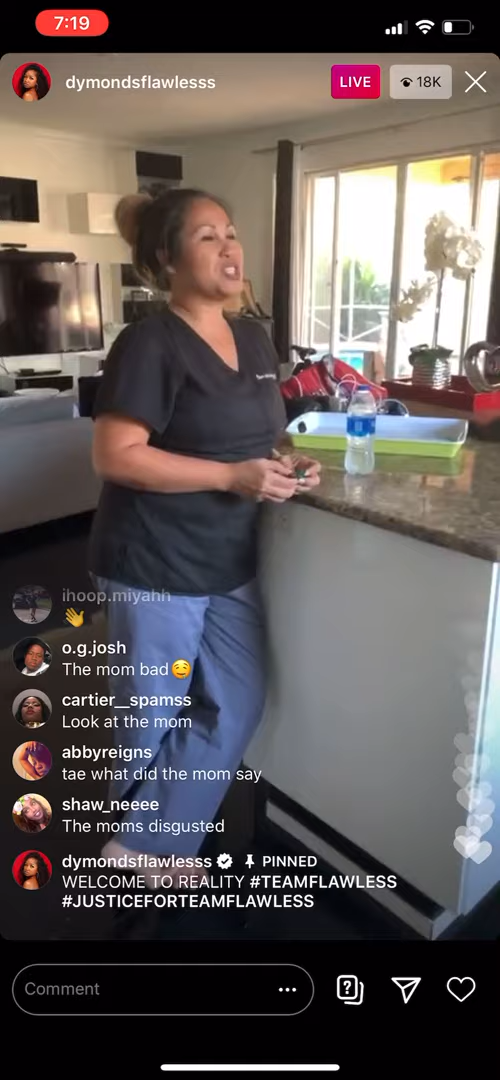 7:19
dymondsflawlesss
LIVE
18K
ihoop.miyahh
👋
o.g.josh
The mom bad🤤
cartier__spamss
Look at the mom
abbyreigns
tae what did the mom say
shaw_neeee
The moms disgusted
dymondsflawlesss PINNED
WELCOME TO REALITY #TEAMFLAWLESS
#JUSTICEFORTEAMFLAWLESS
Comment